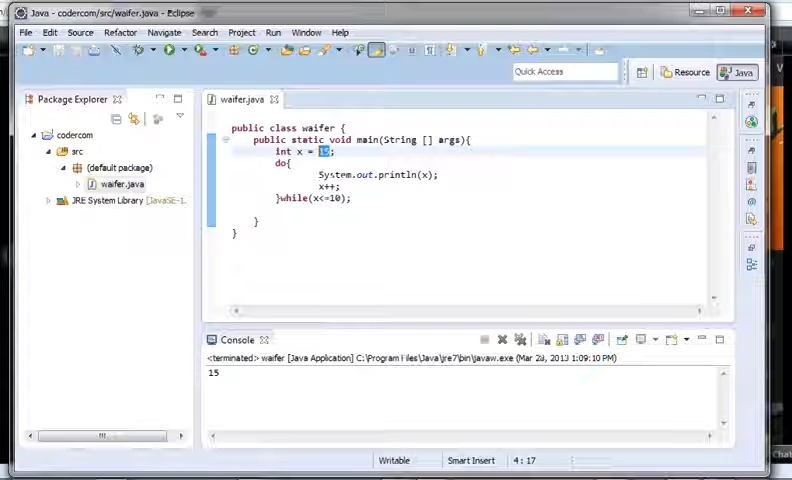 Java - codercom/src/waifer.java - Eclipse
File Edit Source Refactor Navigate Search Project Run Window Help
Quick Access
Resource
Java
Package Explorer
codercom
src
(default package)
waifer.java
JRE System Library [JavaSE-1.
waifer.java
public class waifer {
public static void main(String [] args){
int x = 15;
do{
System.out.println(x);
x++;
}while(x<=10);
}
}
Console
<terminated> waifer [Java Application] C:\Program Files\Java\jre7\bin\javaw.exe (Mar 28, 2013 1:09:10 PM)
15
Writable
Smart Insert
4 : 17
Chat